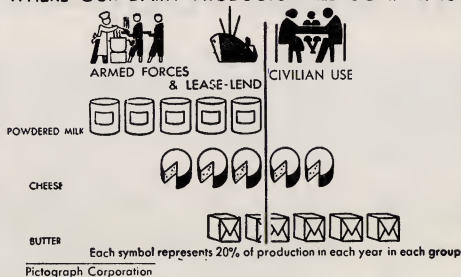 ARMED FORCES
& LEASE-LEND
CIVILIAN USE
POWDERED MILK
CHEESE
BUTTER
Each symbol represents 20% of production in each year in each group
Pictograph Corporation